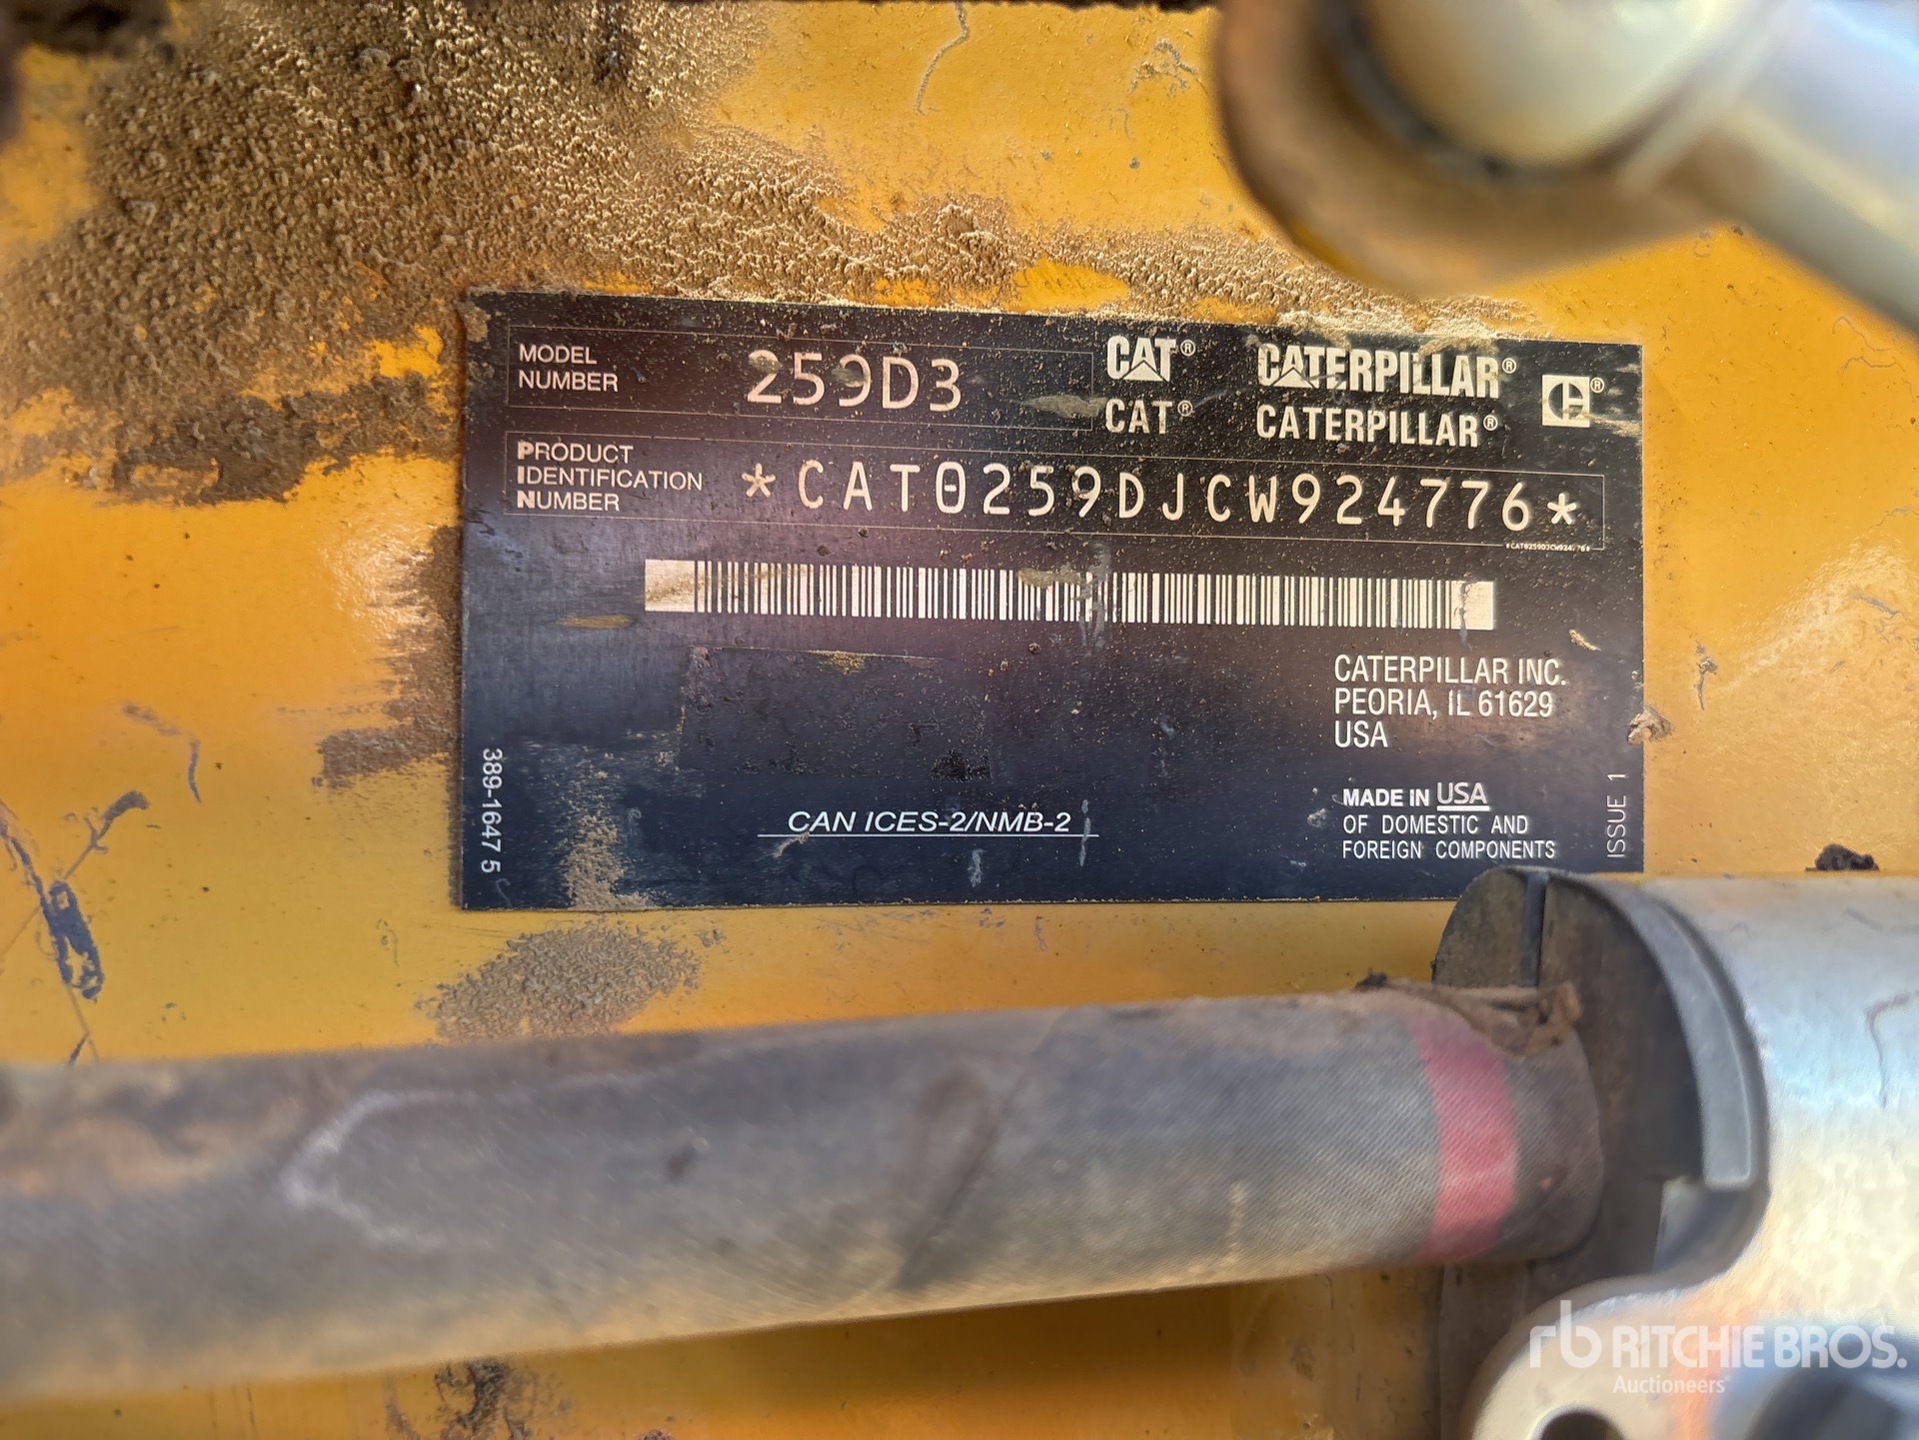 MODEL
NUMBER
259D3
CAT® CATERPILLAR® ®
CAT® CATERPILLAR®
PRODUCT
IDENTIFICATION
NUMBER
*CAT0259DJCW924776*
CATERPILLAR INC.
PEORIA, IL 61629
USA
CAN ICES-2/NMB-2
MADE IN USA
OF DOMESTIC AND
FOREIGN COMPONENTS
389-1647 5
ISSUE 1
rb RITCHIE BROS.
Auctioneers